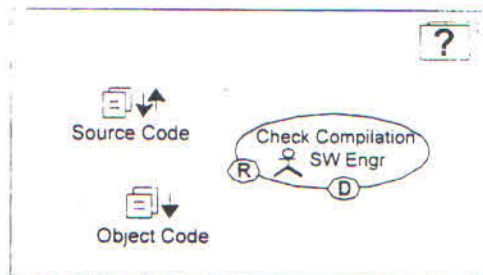 ?
Source Code
Check Compilation
SW Engr
R
D
Object Code